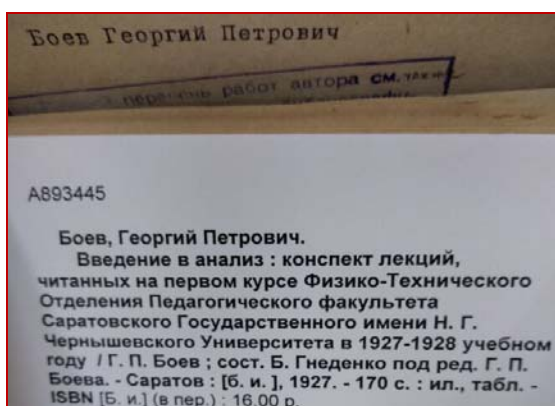 Боев Георгий Петрович
перечень работ автора см.
А893445
Боев, Георгий Петрович.
Введение в анализ : конспект лекций,
читанных на первом курсе Физико-Технического
Отделения Педагогического факультета
Саратовского Государственного имени Н. Г.
Чернышевского Университета в 1927-1928 учебном
году / Г. П. Боев ; сост. Б. Гнеденко под ред. Г. П.
Боева. - Саратов : [б. и. ], 1927. - 170 с. : ил., табл. -
ISBN [Б. и.] (в пер.) : 16.00 р.